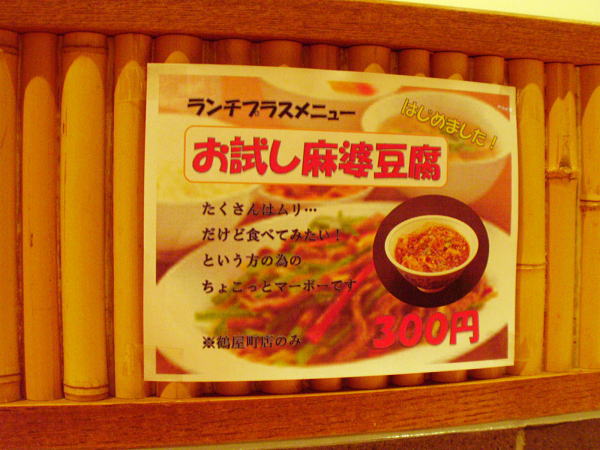 ランチプラスメニュー
はじめました!
お試し麻婆豆腐
たくさんはムリ…
だけど食べてみたい!
という方の為の
ちょこっとマーボーです
300円
※鶴屋町店のみ